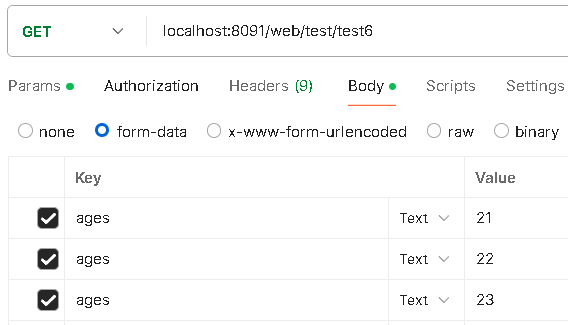 GET localhost:8091/web/test/test6
Params Authorization Headers (9) Body Scripts Settings
none form-data x-www-form-urlencoded raw binary
Key Value
ages Text 21
ages Text 22
ages Text 23